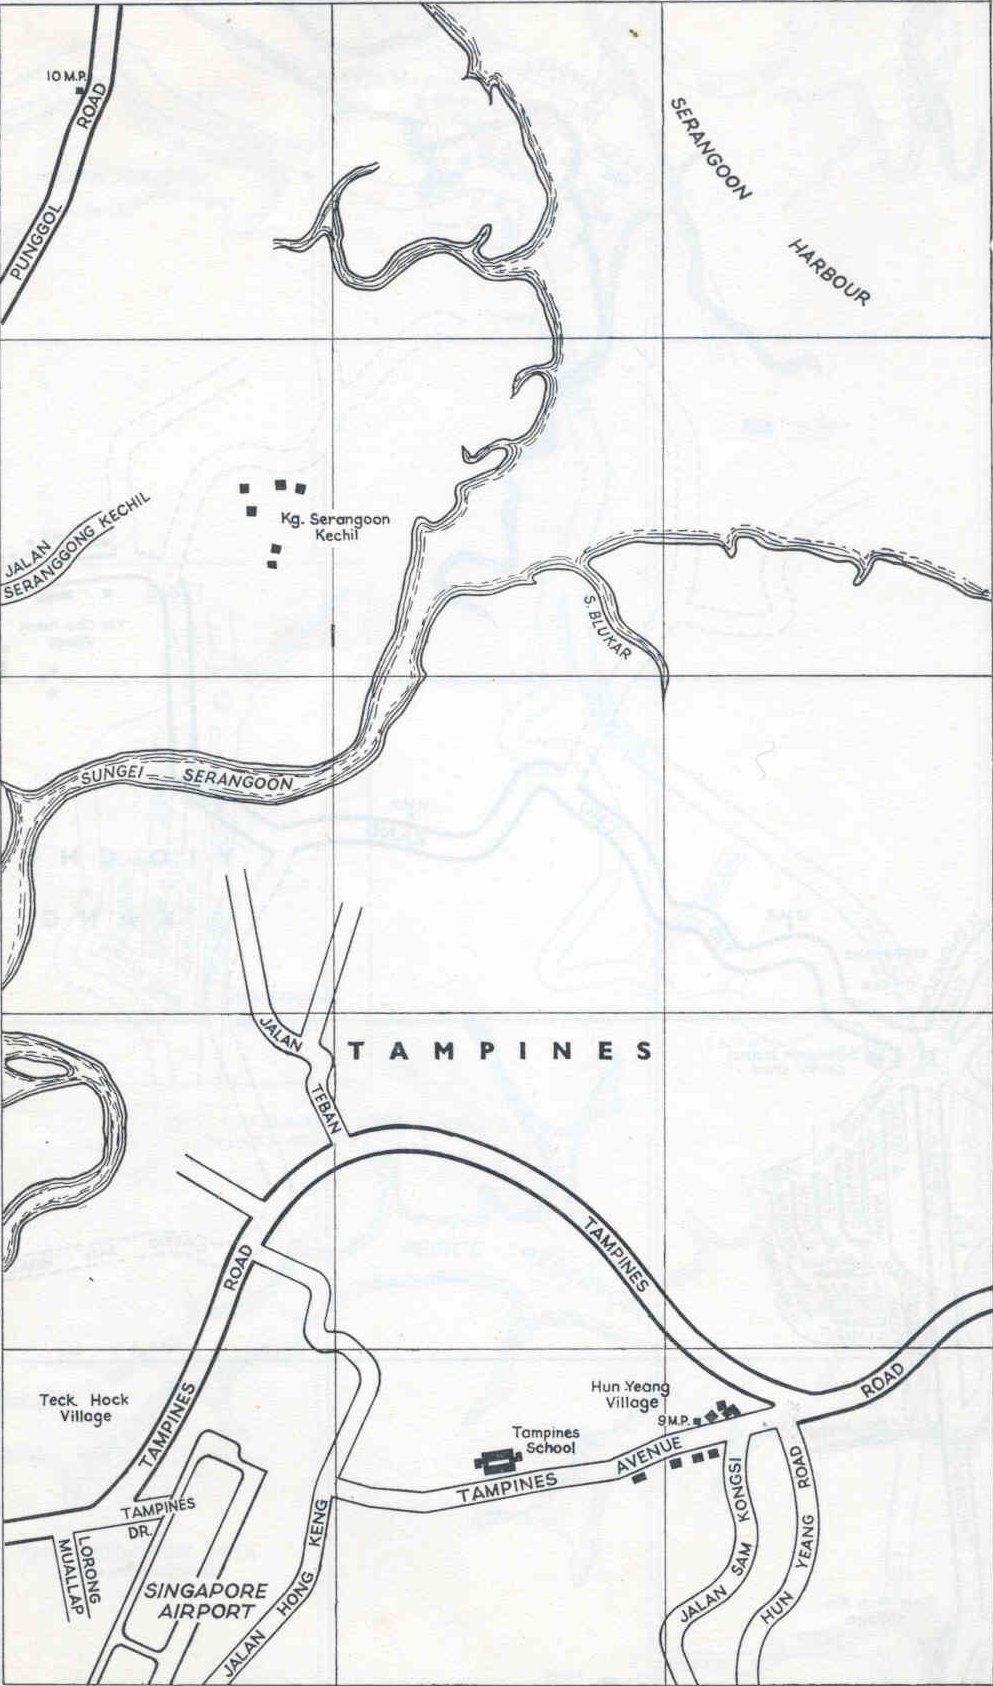 10 M.P.
PUNGGOL ROAD
SERANGOON
HARBOUR
JALAN
SERANGGONG KECHIL
Kg. Serangoon
Kechil
S. BLUKAR
SUNGEI SERANGOON
JALAN
TEBAN
TAMPINES
TAMPINES
ROAD
ROAD
TAMPINES
Teck Hock
Village
Hun Yeang
Village
9 M.P.
Tampines
School
TAMPINES AVENUE
TAMPINES
DR.
LORONG
MUALLAP
SINGAPORE
AIRPORT
JALAN HONG KENG
JALAN SAM KONGSI
HUN YEANG ROAD